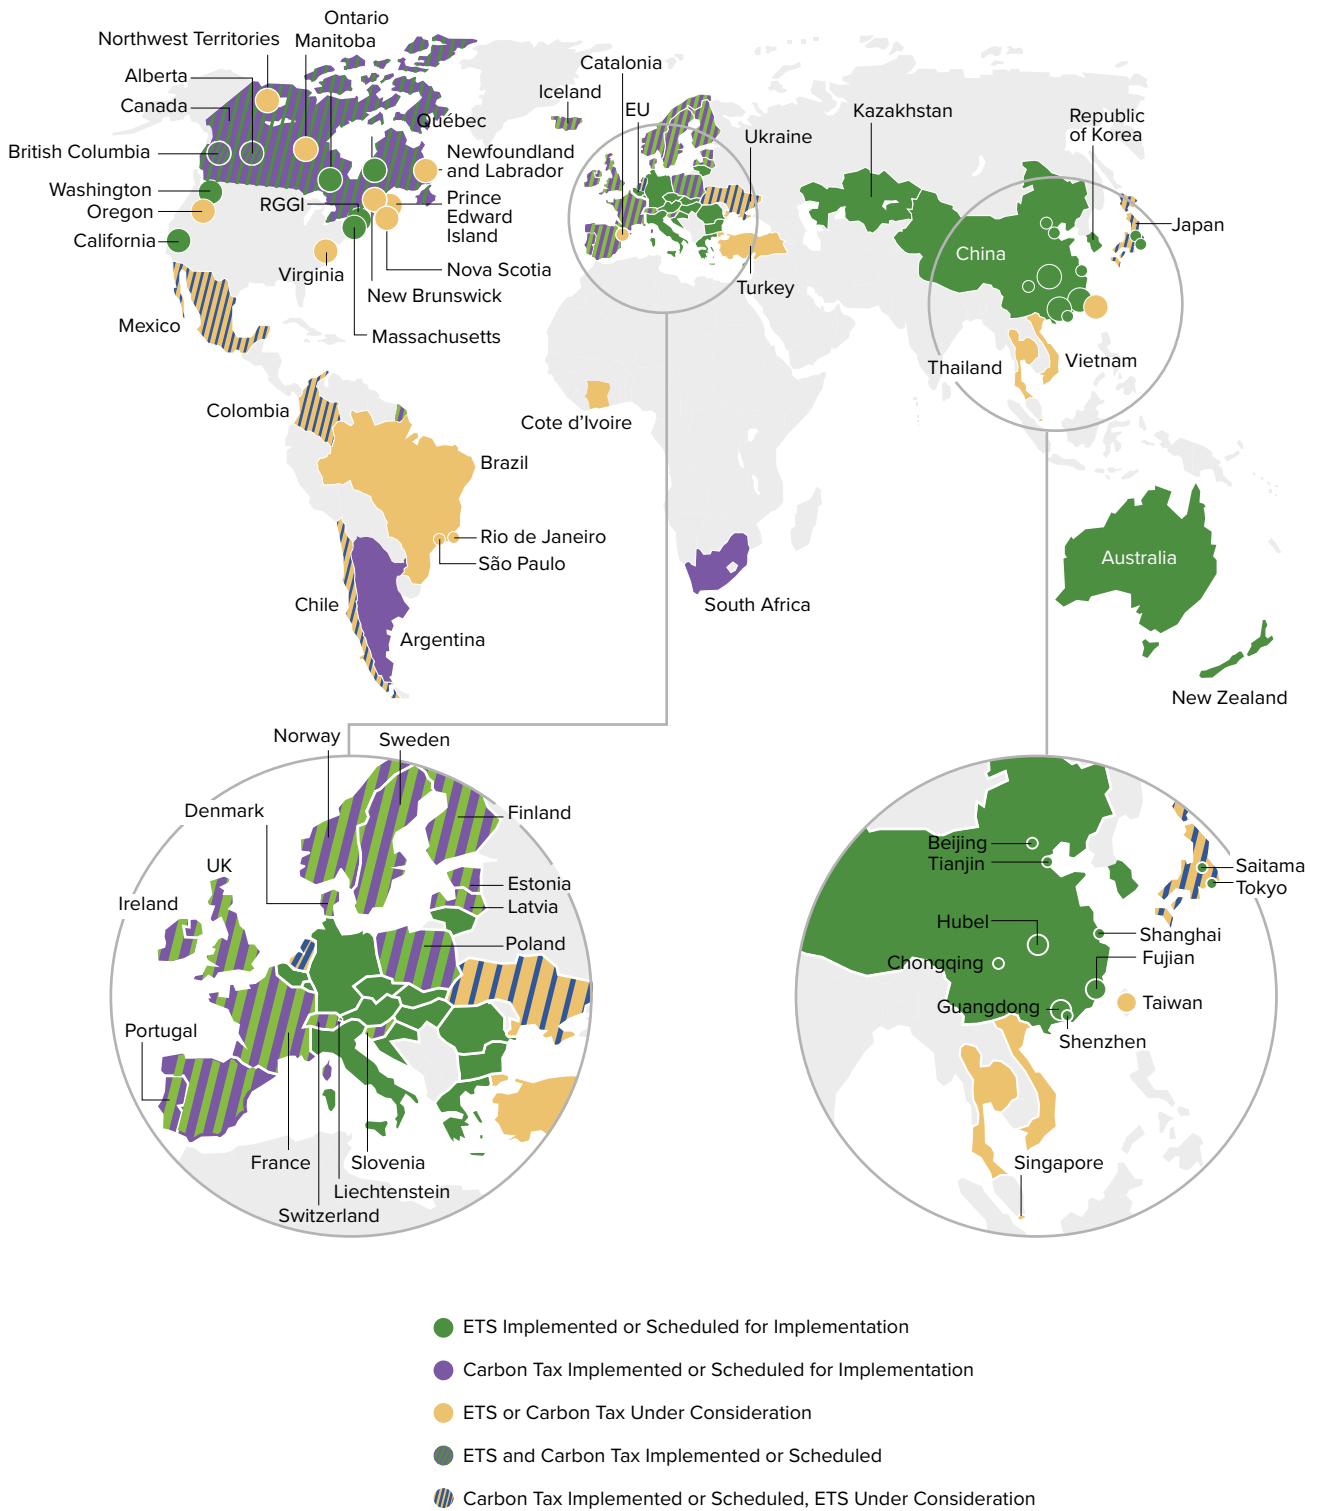 Ontario
Northwest Territories
Manitoba
Alberta
Canada
Québec
British Columbia
Newfoundland
and Labrador
Washington
Oregon
RGGI
Prince
Edward
Island
California
Virginia
Nova Scotia
New Brunswick
Mexico
Massachusetts
Catalonia
Iceland
EU
Ukraine
Kazakhstan
Republic
of Korea
Japan
China
Turkey
Thailand
Vietnam
Colombia
Cote d’Ivoire
Brazil
Rio de Janeiro
São Paulo
Chile
Argentina
South Africa
Australia
New Zealand
Norway
Sweden
Denmark
Finland
UK
Ireland
Estonia
Latvia
Poland
Portugal
France
Slovenia
Liechtenstein
Switzerland
Beijing
Tianjin
Saitama
Tokyo
Hubel
Shanghai
Chongqing
Fujian
Guangdong
Taiwan
Shenzhen
Singapore
ETS Implemented or Scheduled for Implementation
Carbon Tax Implemented or Scheduled for Implementation
ETS or Carbon Tax Under Consideration
ETS and Carbon Tax Implemented or Scheduled
Carbon Tax Implemented or Scheduled, ETS Under Consideration